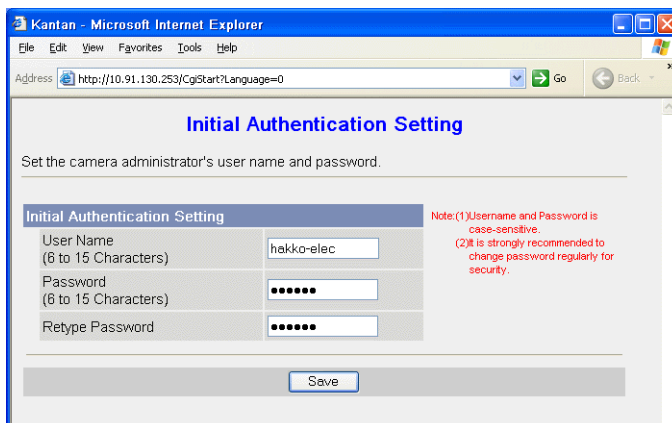 Kantan - Microsoft Internet Explorer
File Edit View Favorites Tools Help
Address http://10.91.130.253/CgiStart?Language=0 Go Back
Initial Authentication Setting
Set the camera administrator's user name and password.
Initial Authentication Setting
User Name
(6 to 15 Characters)
hakko-elec
Password
(6 to 15 Characters)
●●●●●●
Retype Password
●●●●●●
Note:(1)Username and Password is
case-sensitive.
(2)It is strongly recommended to
change password regularly for
security.
Save